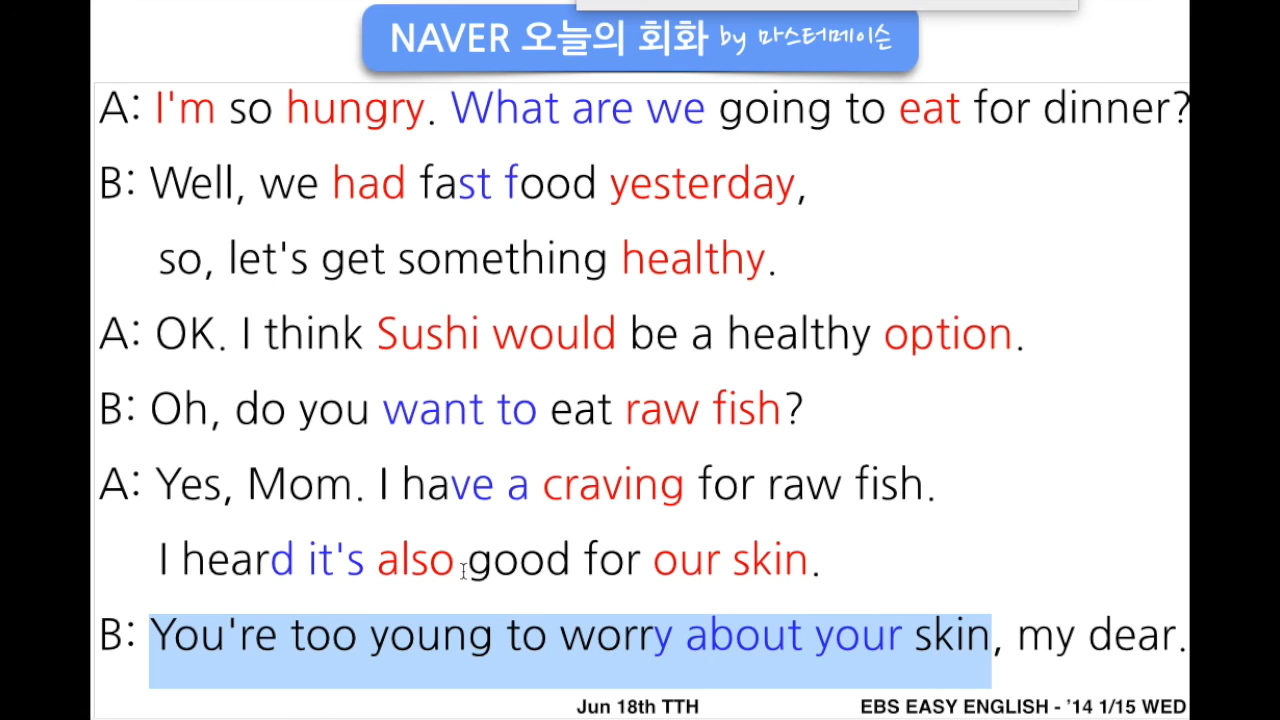 NAVER 오늘의 회화 by 마스터메이슨
A: I'm so hungry. What are we going to eat for dinner?
B: Well, we had fast food yesterday,
so, let's get something healthy.
A: OK. I think Sushi would be a healthy option.
B: Oh, do you want to eat raw fish?
A: Yes, Mom. I have a craving for raw fish.
I heard it's also good for our skin.
B: You're too young to worry about your skin, my dear.
Jun 18th TTH
EBS EASY ENGLISH - '14 1/15 WED